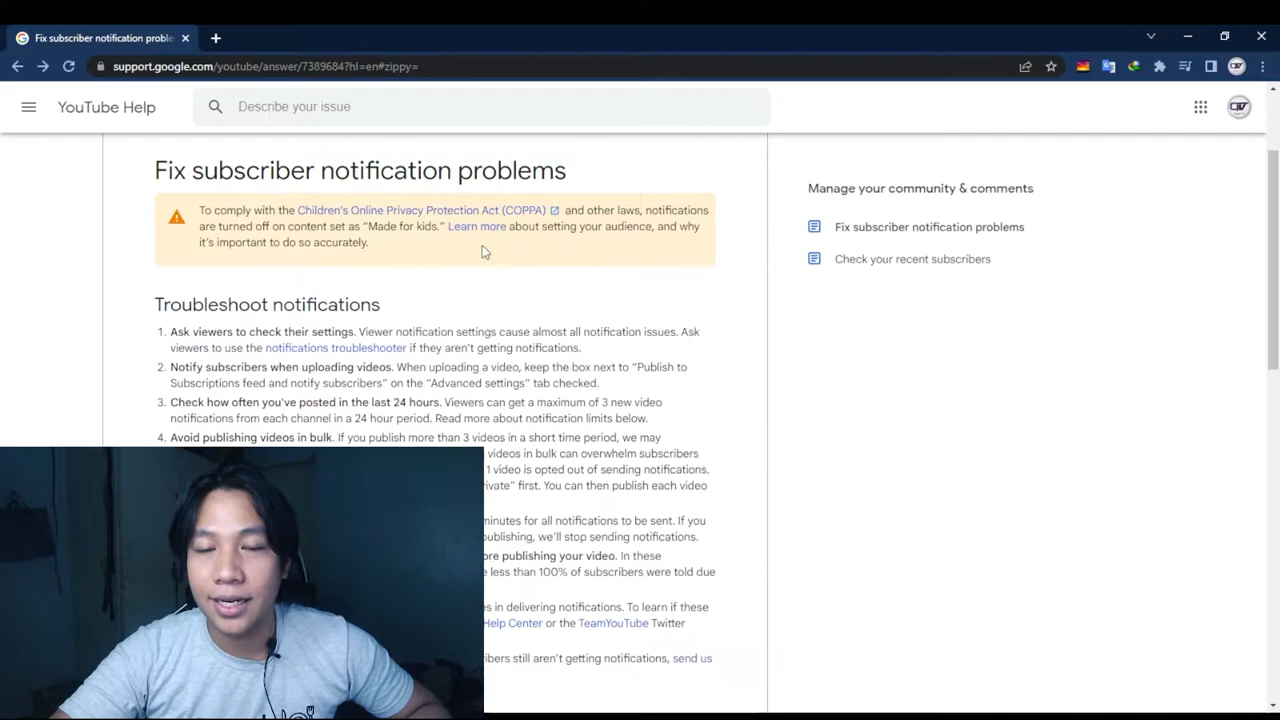 Fix subscriber notification proble
support.google.com/youtube/answer/7389684?hl=en#zippy=
YouTube Help
Describe your issue
Fix subscriber notification problems
To comply with the Children's Online Privacy Protection Act (COPPA) and other laws, notifications
are turned off on content set as “Made for kids.” Learn more about setting your audience, and why
it's important to do so accurately.
Troubleshoot notifications
1. Ask viewers to check their settings. Viewer notification settings cause almost all notification issues. Ask
viewers to use the notifications troubleshooter if they aren't getting notifications.
2. Notify subscribers when uploading videos. When uploading a video, keep the box next to “Publish to
Subscriptions feed and notify subscribers” on the “Advanced settings” tab checked.
3. Check how often you've posted in the last 24 hours. Viewers can get a maximum of 3 new video
notifications from each channel in a 24 hour period. Read more about notification limits below.
4. Avoid publishing videos in bulk. If you publish more than 3 videos in a short time period, we may
videos in bulk can overwhelm subscribers
1 video is opted out of sending notifications.
ivate” first. You can then publish each video
minutes for all notifications to be sent. If you
publishing, we'll stop sending notifications.
ore publishing your video. In these
e less than 100% of subscribers were told due
es in delivering notifications. To learn if these
Help Center or the TeamYouTube Twitter
ibers still aren't getting notifications, send us
Manage your community & comments
Fix subscriber notification problems
Check your recent subscribers